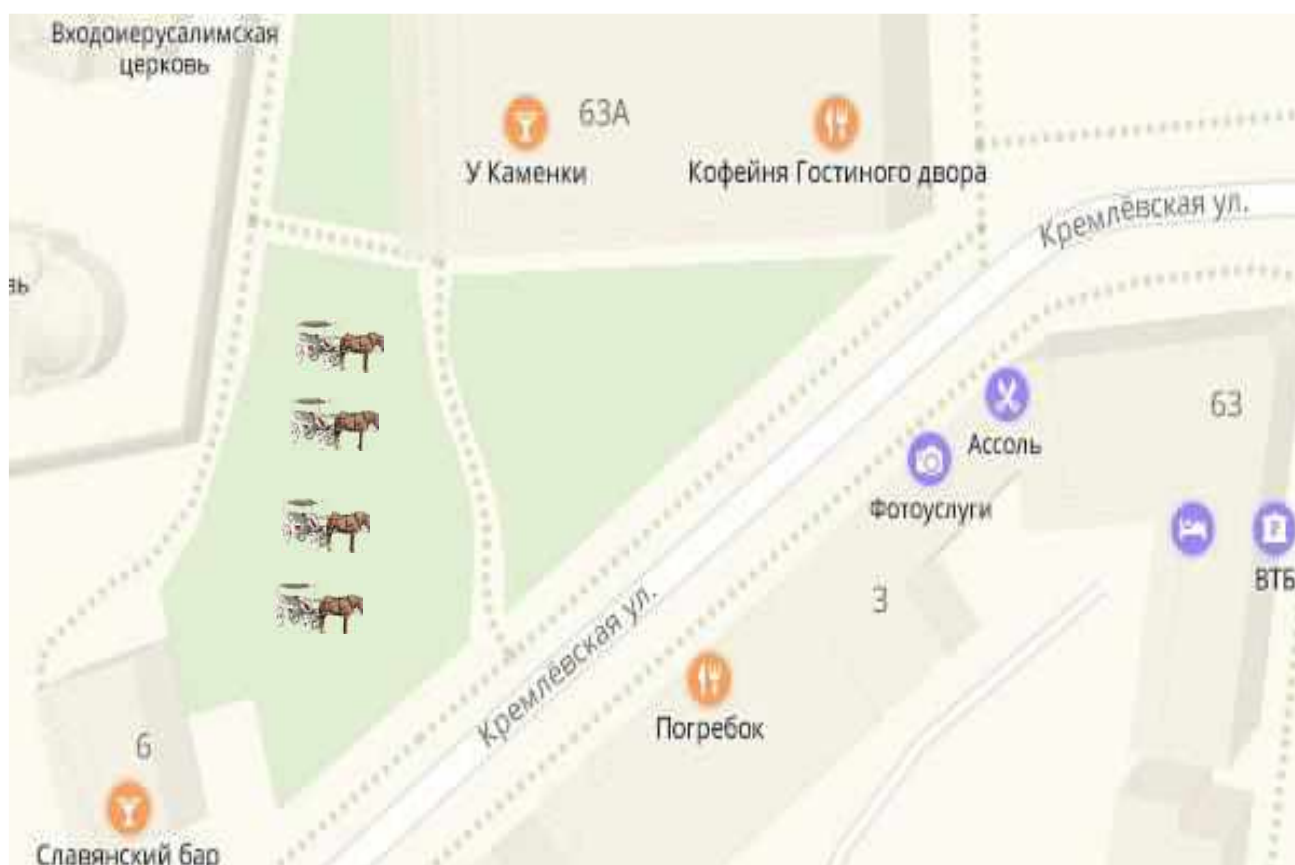 Входоиерусалимская
церковь
63А
У Каменки
Кофейня Гостиного двора
Кремлёвская ул.
нь
Ассоль
63
Фотоуслуги
ВТБ
3
Кремлёвская ул.
Погребок
6
Славянский бар